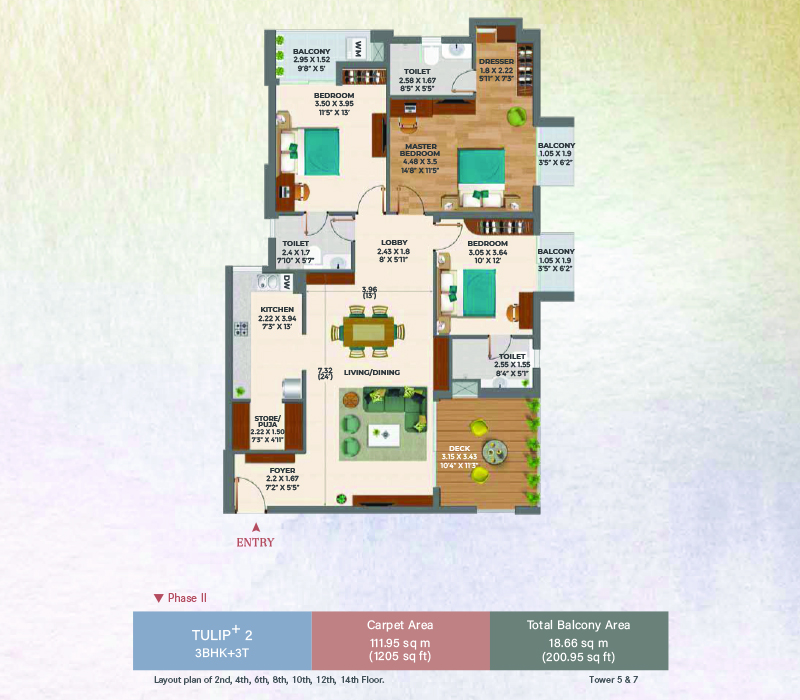 BALCONY
2.95 X 1.52
9'8" X 5'
WM
TOILET
2.58 X 1.67
8'5" X 5'5"
DRESSER
1.8 X 2.22
5'11" X 7'3"
BEDROOM
3.50 X 3.95
11'5" X 13'
MASTER
BEDROOM
4.48 X 3.5
14'8" X 11'5"
BALCONY
1.05 X 1.9
3'5" X 6'2"
TOILET
2.4 X 1.7
7'10" X 5'7"
LOBBY
2.43 X 1.8
8' X 5'11"
BEDROOM
3.05 X 3.64
10' X 12'
BALCONY
1.05 X 1.9
3'5" X 6'2"
DW
KITCHEN
2.22 X 3.94
7'3" X 13'
3.96
(13')
7.32
(24')
LIVING/DINING
TOILET
2.55 X 1.55
8'4" X 5'1"
STORE/
PUJA
2.22 X 1.50
7'3" X 4'11"
DECK
3.15 X 3.43
10'4" X 11'3"
FOYER
2.2 X 1.67
7'2" X 5'5"
ENTRY
Phase II
TULIP+ 2
3BHK+3T
Carpet Area
111.95 sq m
(1205 sq ft)
Total Balcony Area
18.66 sq m
(200.95 sq ft)
Layout plan of 2nd, 4th, 6th, 8th, 10th, 12th, 14th Floor.
Tower 5 & 7